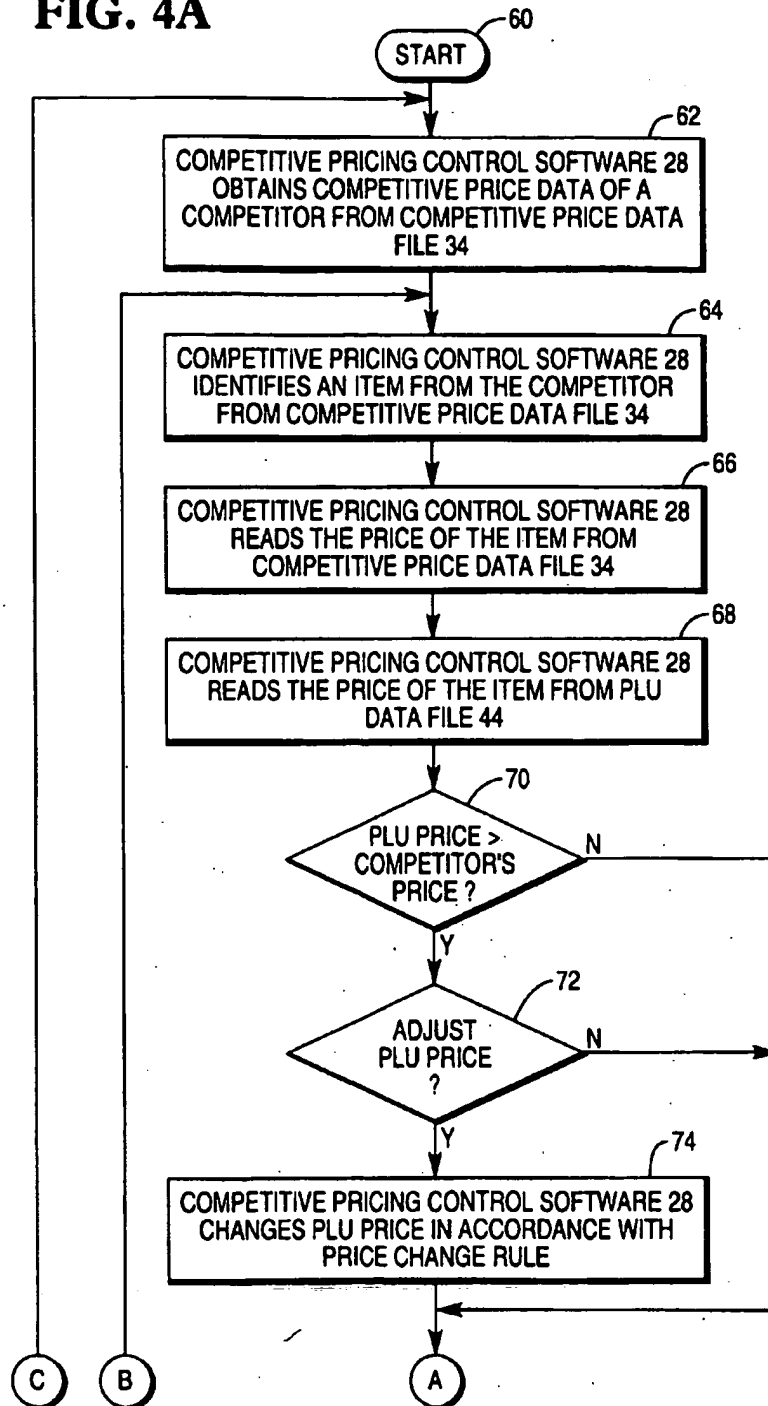 FIG. 4A
60
START
62
COMPETITIVE PRICING CONTROL SOFTWARE 28
OBTAINS COMPETITIVE PRICE DATA OF A
COMPETITOR FROM COMPETITIVE PRICE DATA
FILE 34
64
COMPETITIVE PRICING CONTROL SOFTWARE 28
IDENTIFIES AN ITEM FROM THE COMPETITOR
FROM COMPETITIVE PRICE DATA FILE 34
66
COMPETITIVE PRICING CONTROL SOFTWARE 28
READS THE PRICE OF THE ITEM FROM
COMPETITIVE PRICE DATA FILE 34
68
COMPETITIVE PRICING CONTROL SOFTWARE 28
READS THE PRICE OF THE ITEM FROM PLU
DATA FILE 44
70
PLU PRICE >
COMPETITOR'S
PRICE ?
N
Y
72
ADJUST
PLU PRICE
?
N
Y
74
COMPETITIVE PRICING CONTROL SOFTWARE 28
CHANGES PLU PRICE IN ACCORDANCE WITH
PRICE CHANGE RULE
C
B
A